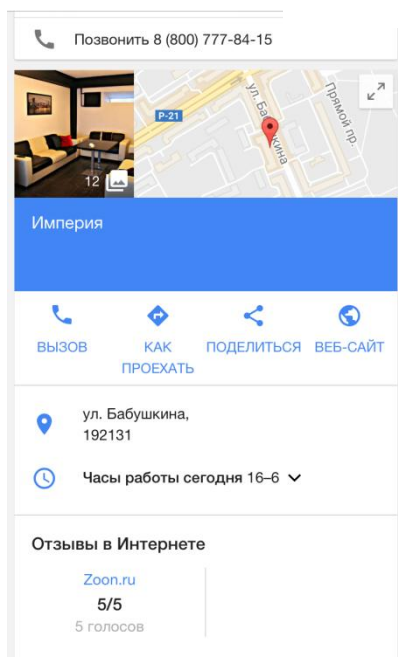 Позвонить 8 (800) 777-84-15
Р-21
ул. Бабушкина
Прямой пр.
12
Империя
ВЫЗОВ
КАК ПРОЕХАТЬ
ПОДЕЛИТЬСЯ
ВЕБ-САЙТ
ул. Бабушкина,
192131
Часы работы сегодня 16–6
Отзывы в Интернете
Zoon.ru
5/5
5 голосов